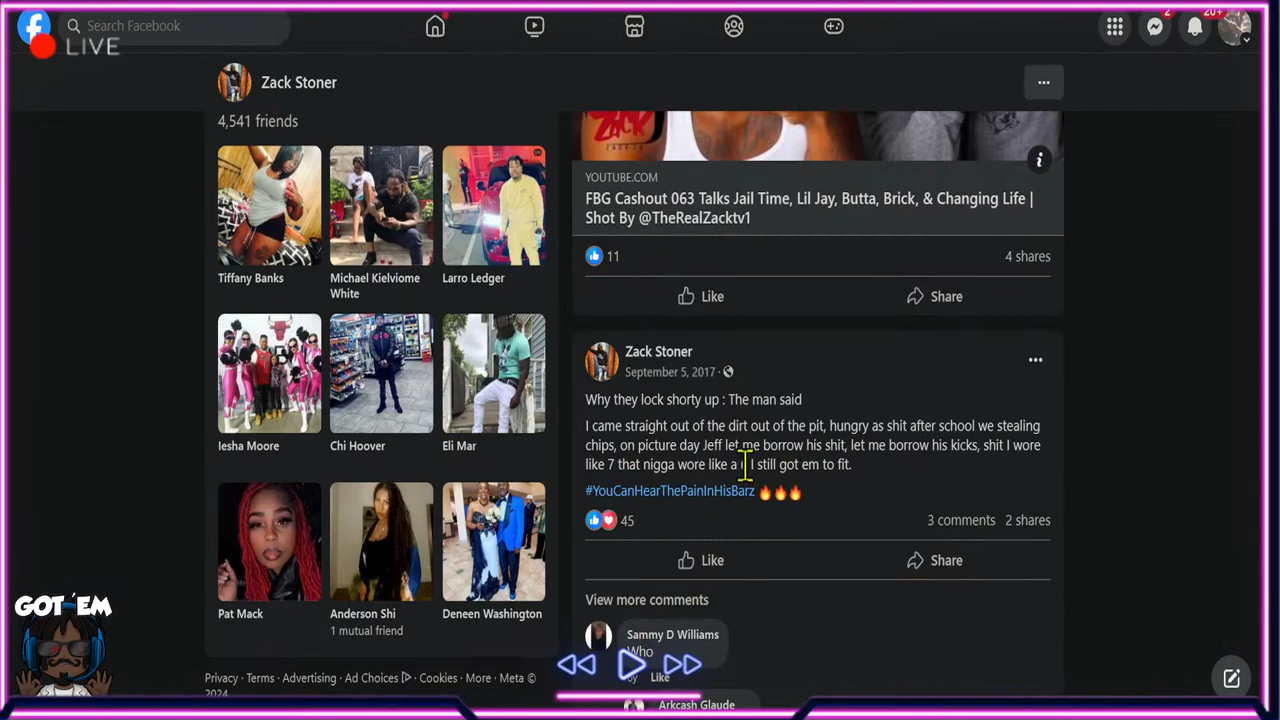 Search Facebook
2
20+
LIVE
Zack Stoner
4,541 friends
Tiffany Banks
Michael Kielviome
White
Larro Ledger
Iesha Moore
Chi Hoover
Eli Mar
Pat Mack
Anderson Shi
1 mutual friend
Deneen Washington
Privacy · Terms · Advertising · Ad Choices · Cookies · More · Meta ©
2024
ZACK
YOUTUBE.COM
FBG Cashout 063 Talks Jail Time, Lil Jay, Butta, Brick, & Changing Life |
Shot By @TheRealZacktv1
11
4 shares
Like
Share
Zack Stoner
September 5, 2017 ·
Why they lock shorty up : The man said
I came straight out of the dirt out of the pit, hungry as shit after school we stealing
chips, on picture day Jeff let me borrow his shit, let me borrow his kicks, shit I wore
like 7 that nigga wore like a I still got em to fit.
#YouCanHearThePainInHisBarz
45
3 comments
2 shares
Like
Share
View more comments
Sammy D Williams
Who
Like
Arkcash Glaude
GOT 'EM